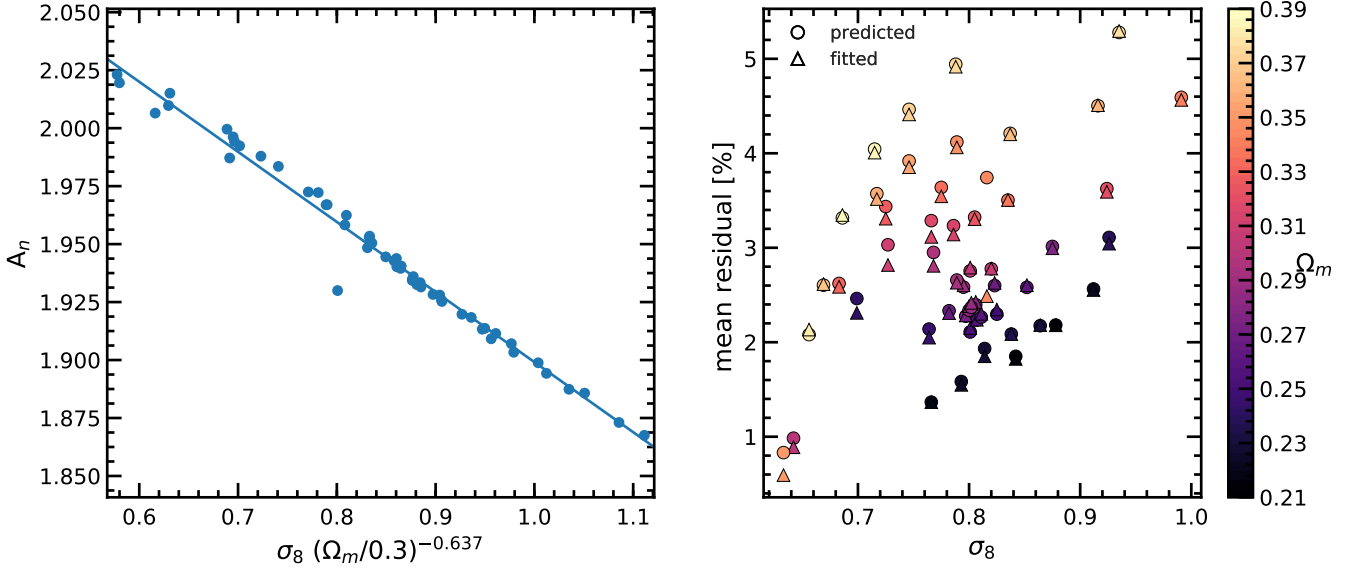 2.050
2.025
2.000
1.975
1.950
1.925
1.900
1.875
1.850
A_n
0.6 0.7 0.8 0.9 1.0 1.1
σ_8 (Ω_m/0.3)^{-0.637}
predicted
fitted
5
4
3
2
1
mean residual [%]
0.7 0.8 0.9 1.0
σ_8
0.39
0.37
0.35
0.33
0.31
0.29
0.27
0.25
0.23
0.21
Ω_m